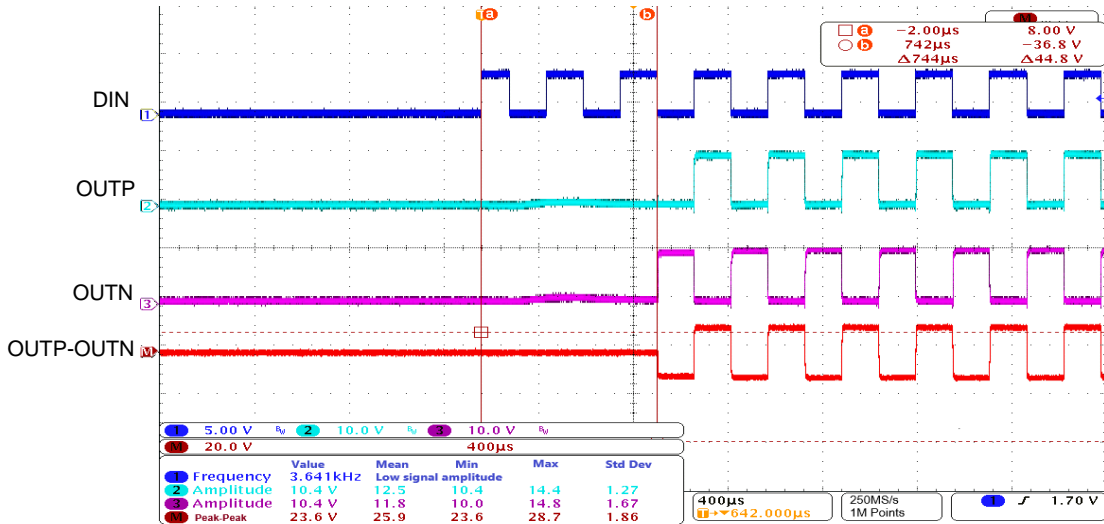 T a b M
a −2.00μs 8.00 V
b 742μs −36.8 V
Δ744μs Δ44.8 V
DIN
1
OUTP
2
OUTN
3
OUTP-OUTN
M
1 5.00 V BW 2 10.0 V BW 3 10.0 V BW
M 20.0 V 400μs
Value Mean Min Max Std Dev
1 Frequency 3.641kHz Low signal amplitude
2 Amplitude 10.4 V 12.5 10.4 14.4 1.27
3 Amplitude 10.4 V 11.8 10.0 14.8 1.67
M Peak-Peak 23.6 V 25.9 23.6 28.7 1.86
400μs
T→▼642.000μs
250MS/s
1M Points
1 1.70 V